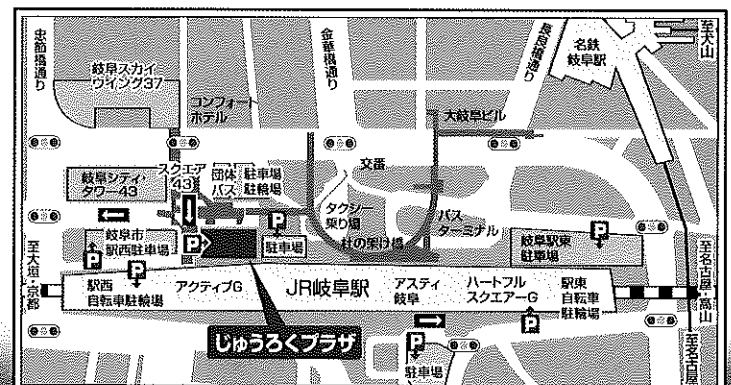 忠節橋通り
金華橋通り
長良橋通り
名鉄
岐阜駅
至犬山
岐阜スカイ
ウイング37
コンフォート
ホテル
大岐阜ビル
交番
岐阜シティ・
タワー43
スクエア
43
団体
バス
駐車場
駐輪場
タクシー
乗り場
バス
ターミナル
杜の架け橋
岐阜市
駅西駐車場
P
P
P
駐車場
P
岐阜駅東
駐車場
至大垣・京都
P
駅西
自転車駐輪場
アクティブG
JR岐阜駅
アスティ
岐阜
ハートフル
スクエアーG
駅東
自転車
駐輪場
P
至名古屋・高山
じゅうろくプラザ
P
駐車場
至名古屋